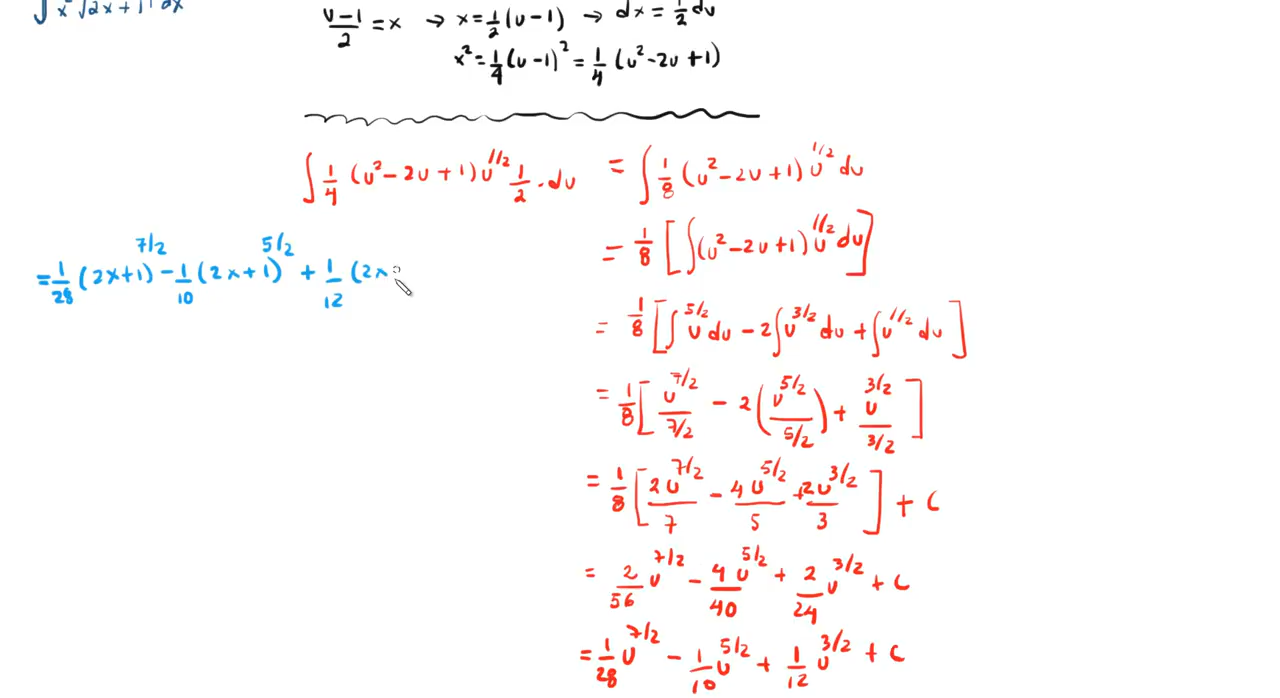 ∫ x² √2x + 1 dx
u-1/2 = x → x = 1/2 (u - 1) → dx = 1/2 du
x² = 1/4 (u - 1)² = 1/4 (u² - 2u + 1)
∫ 1/4 (u² - 2u + 1) u^1/2 1/2 · du = ∫ 1/8 (u² - 2u + 1) u^1/2 du
= 1/8 [ ∫ (u² - 2u + 1) u^1/2 du ]
= 1/28 (2x+1)^7/2 - 1/10 (2x+1)^5/2 + 1/12 (2x
= 1/8 [ ∫ u^5/2 du - 2 ∫ u^3/2 du + ∫ u^1/2 du ]
= 1/8 [ u^7/2 / 7/2 - 2 ( u^5/2 / 5/2 ) + u^3/2 / 3/2 ]
= 1/8 [ 2u^7/2 / 7 - 4u^5/2 / 5 + 2u^3/2 / 3 ] + C
= 2/56 u^7/2 - 4/40 u^5/2 + 2/24 u^3/2 + C
= 1/28 u^7/2 - 1/10 u^5/2 + 1/12 u^3/2 + C